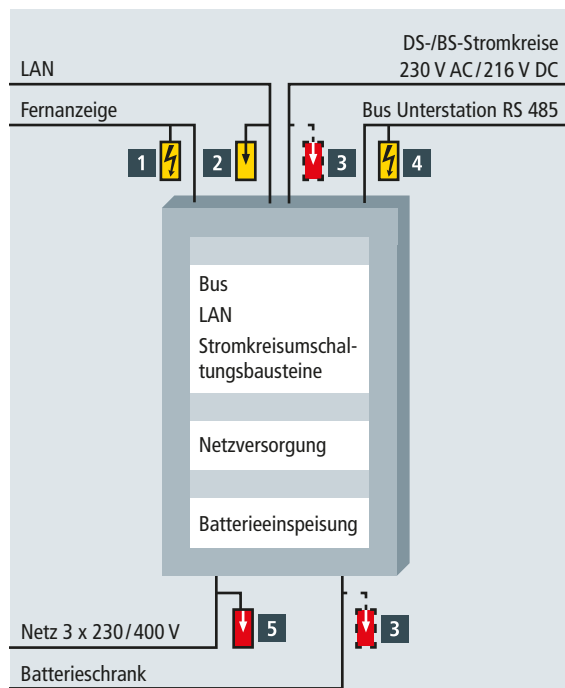 DS-/BS-Stromkreise
LAN
230 V AC/216 V DC
Fernanzeige
Bus Unterstation RS 485
1
2
3
4
Bus
LAN
Stromkreisumschal-
tungsbausteine
Netzversorgung
Batterieeinspeisung
5
3
Netz 3 x 230/400 V
Batterieschrank